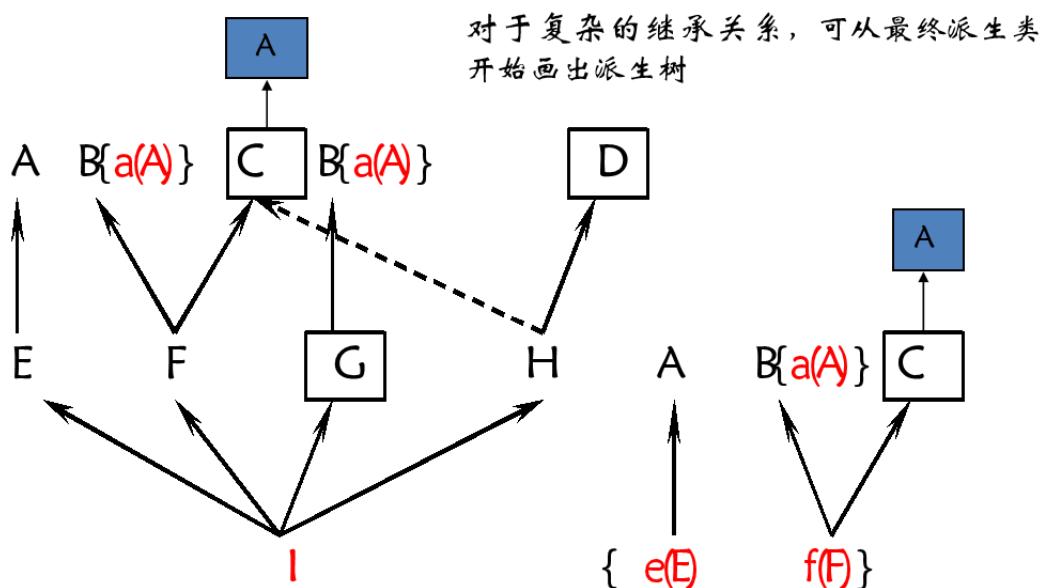 对于复杂的继承关系，可从最终派生类
开始画出派生树
A
A B{a(A)} C B{a(A)} D
A
E F G H A B{a(A)} C
I { e(E) f(F)}